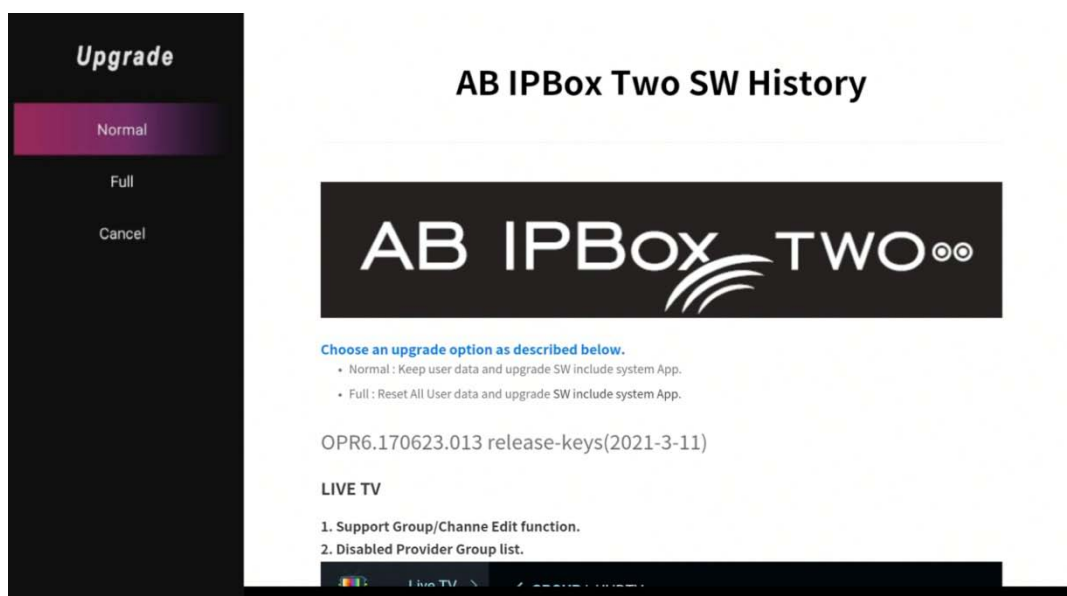 Upgrade
Normal
Full
Cancel
AB IPBox Two SW History
AB IPBOX TWO
Choose an upgrade option as described below.
• Normal : Keep user data and upgrade SW include system App.
• Full : Reset All User data and upgrade SW include system App.
OPR6.170623.013 release-keys(2021-3-11)
LIVE TV
1. Support Group/Channe Edit function.
2. Disabled Provider Group list.
Live TV >